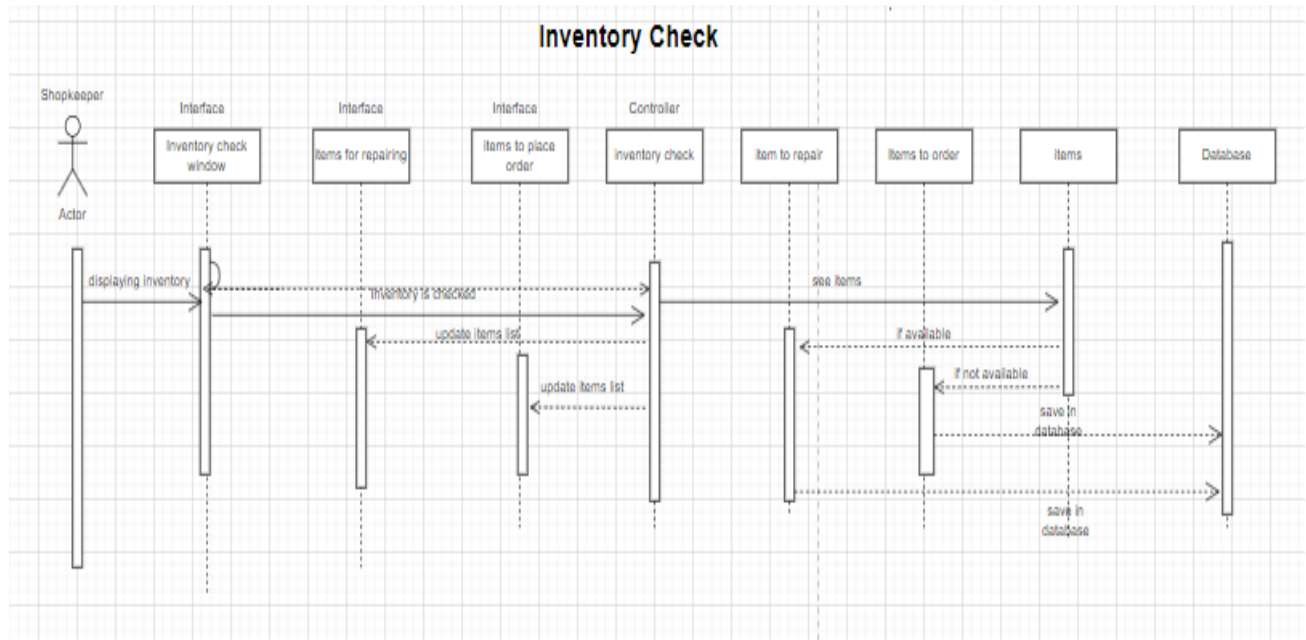 Inventory Check
Shopkeeper
Interface
Interface
Interface
Controller
Inventory check
window
Items for repairing
Items to place
order
inventory check
Item to repair
Items to order
Items
Database
Actor
displaying inventory
Inventory is checked
see items
update items list
if available
update items list
if not available
save in
database
save in
database